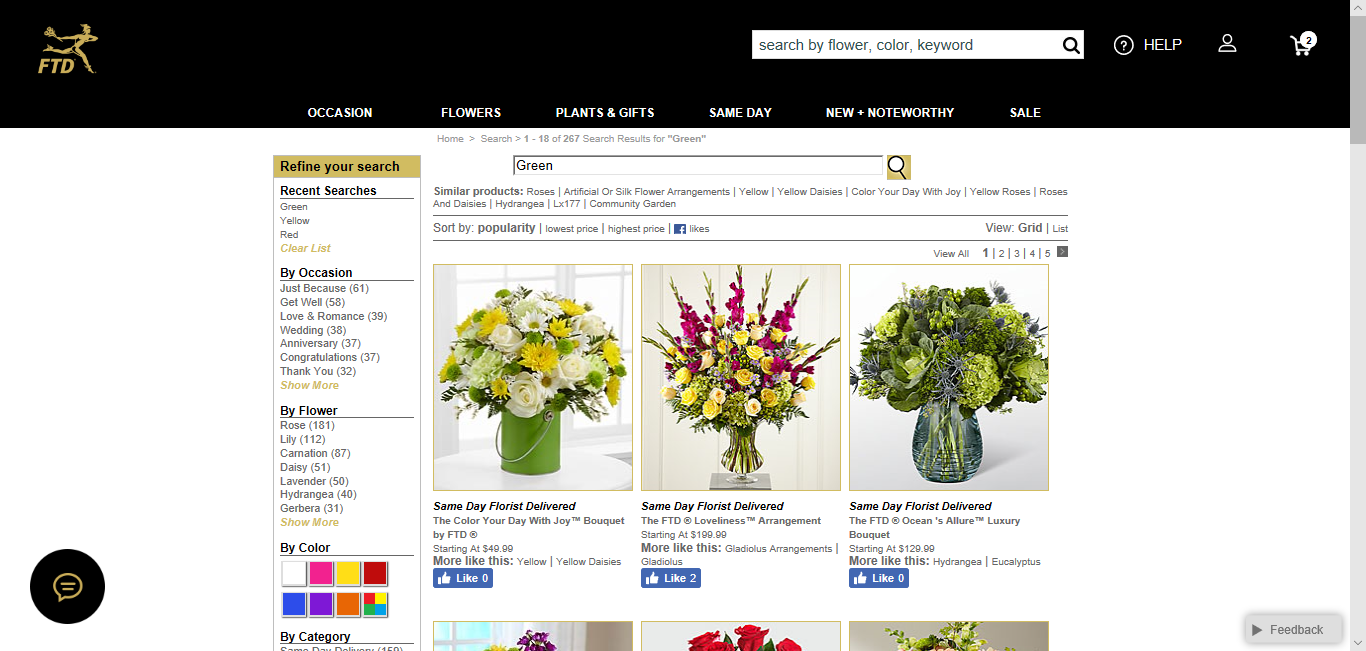 FTD
search by flower, color, keyword
HELP
2
OCCASION
FLOWERS
PLANTS & GIFTS
SAME DAY
NEW + NOTEWORTHY
SALE
Home > Search > 1 - 18 of 267 Search Results for "Green"
Refine your search
Recent Searches
Green
Yellow
Red
Clear List
By Occasion
Just Because (61)
Get Well (58)
Love & Romance (39)
Wedding (38)
Anniversary (37)
Congratulations (37)
Thank You (32)
Show More
By Flower
Rose (181)
Lily (112)
Carnation (87)
Daisy (51)
Lavender (50)
Hydrangea (40)
Gerbera (31)
Show More
By Color
By Category
Same Day Delivery (159)
Green
Similar products: Roses | Artificial Or Silk Flower Arrangements | Yellow | Yellow Daisies | Color Your Day With Joy | Yellow Roses | Roses
And Daisies | Hydrangea | Lx177 | Community Garden
Sort by: popularity | lowest price | highest price | f likes
View: Grid | List
View All 1 | 2 | 3 | 4 | 5 >
Same Day Florist Delivered
The Color Your Day With Joy™ Bouquet
by FTD ®
Starting At $49.99
More like this: Yellow | Yellow Daisies
Like 0
Same Day Florist Delivered
The FTD ® Loveliness™ Arrangement
Starting At $199.99
More like this: Gladiolus Arrangements |
Gladiolus
Like 2
Same Day Florist Delivered
The FTD ® Ocean 's Allure™ Luxury
Bouquet
Starting At $129.99
More like this: Hydrangea | Eucalyptus
Like 0
Feedback